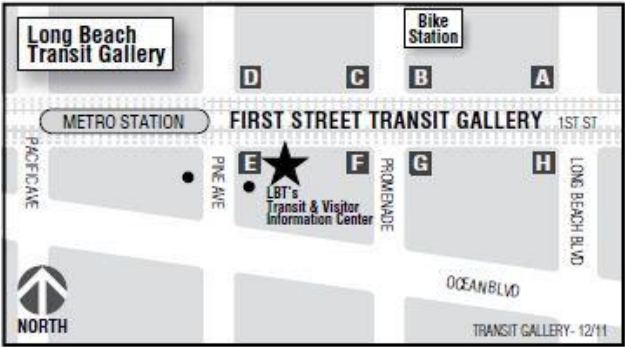 Long Beach
Transit Gallery
Bike
Station
D
C
B
A
METRO STATION
FIRST STREET TRANSIT GALLERY
1ST ST
PACIFIC AVE
PINE AVE
E
F
PROMENADE
G
H
LONG BEACH BLVD
LBT's
Transit & Visitor
Information Center
OCEAN BLVD
NORTH
TRANSIT GALLERY- 12/11